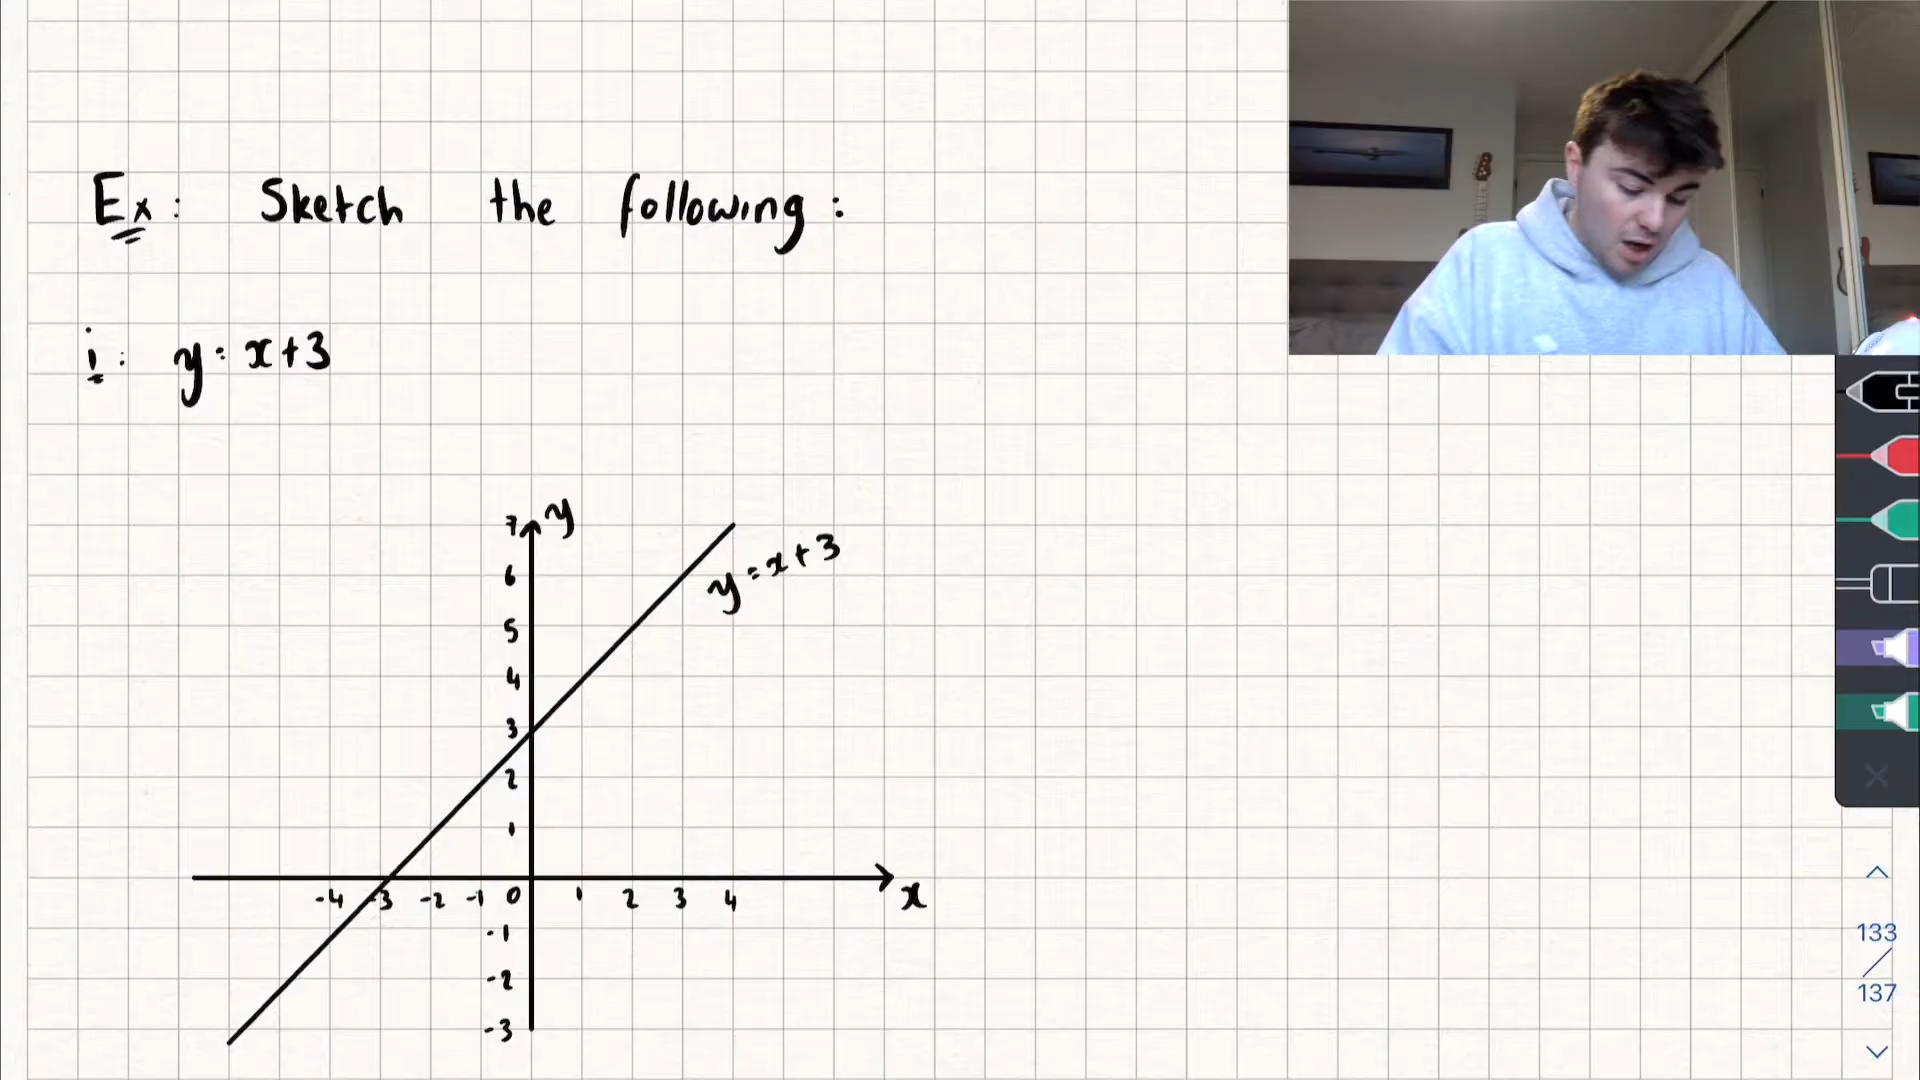 Ex: Sketch the following:
i: y = x + 3
7 y
y = x + 3
6
5
4
3
2
1
-4 -3 -2 -1 0 1 2 3 4 x
-1
-2
-3
133
137